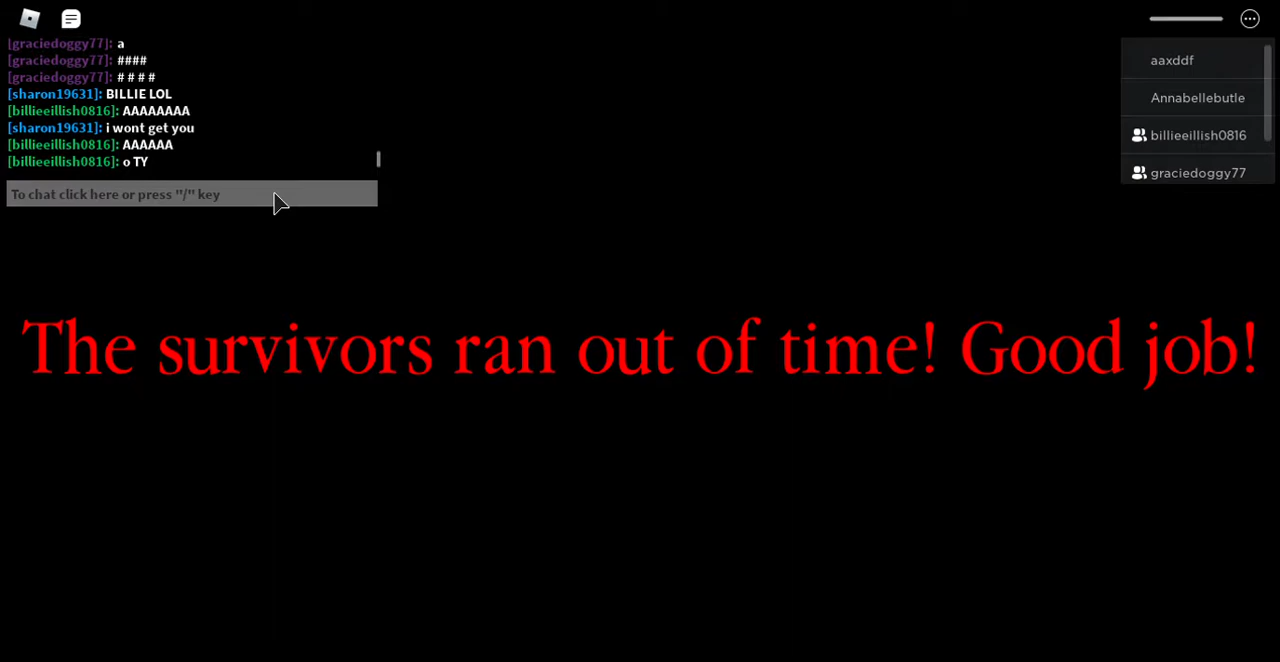 [graciedoggy77]: a
[graciedoggy77]: ####
[graciedoggy77]: # # # #
[sharon19631]: BILLIE LOL
[billieeillish0816]: AAAAAAAA
[sharon19631]: i wont get you
[billieeillish0816]: AAAAAA
[billieeillish0816]: o TY
To chat click here or press "/" key
aaxddf
Annabellebutle
billieeillish0816
graciedoggy77
The survivors ran out of time! Good job!